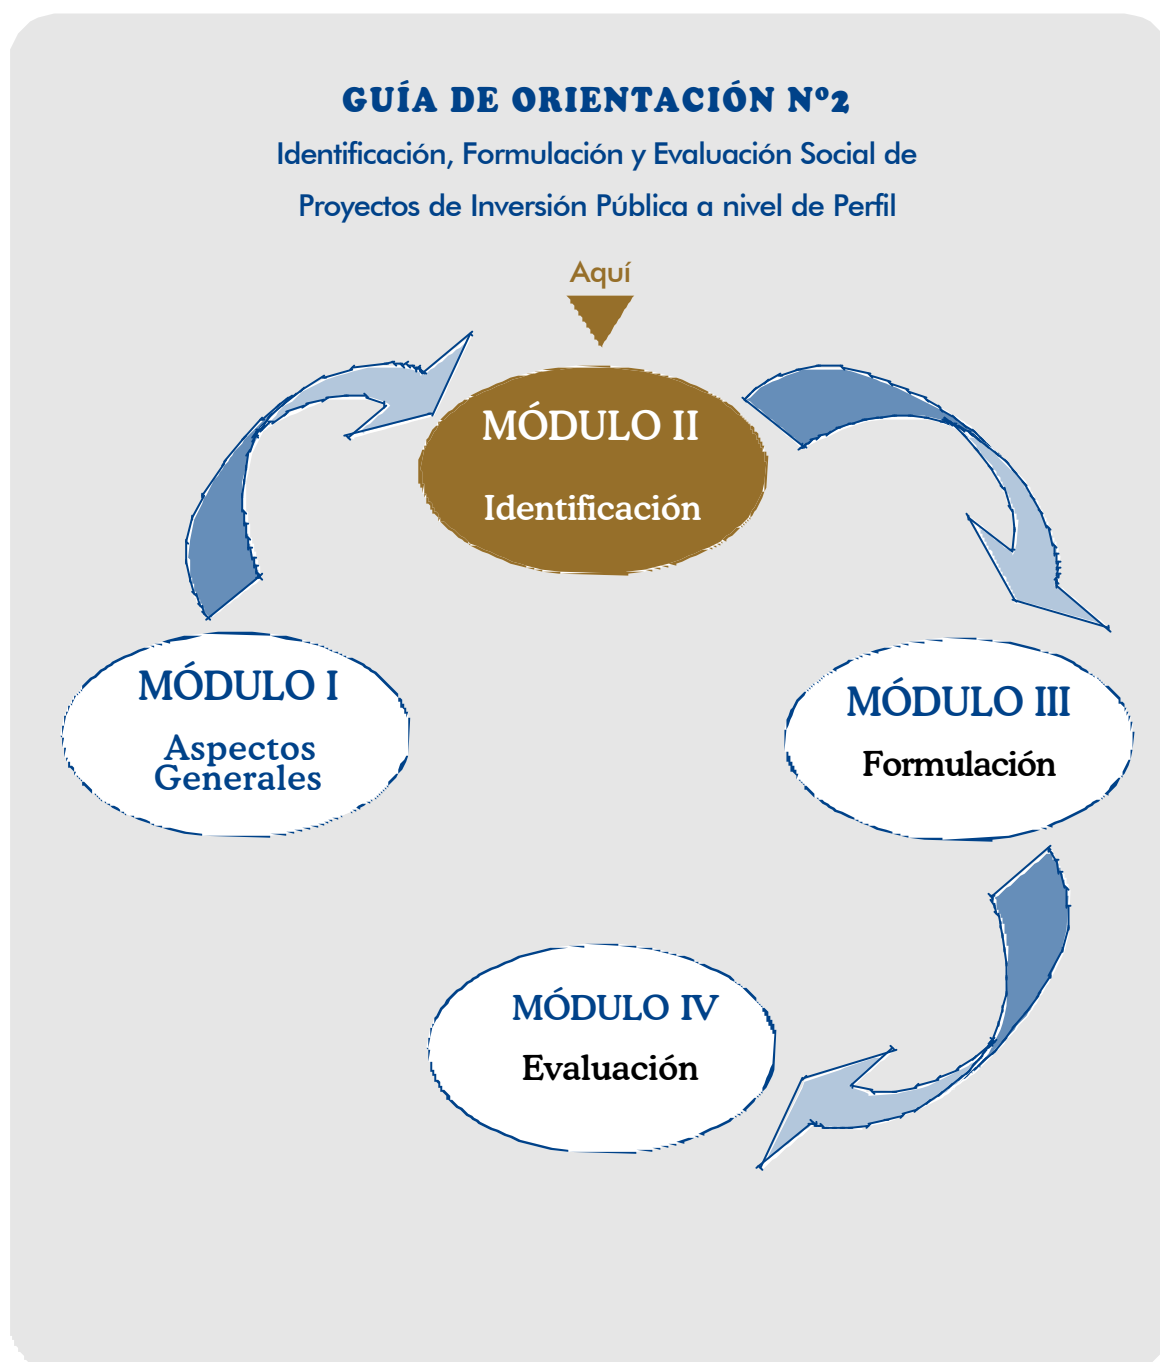 GUÍA DE ORIENTACIÓN Nº2
Identificación, Formulación y Evaluación Social de
Proyectos de Inversión Pública a nivel de Perfil
Aquí
MÓDULO II
Identificación
MÓDULO I
Aspectos
Generales
MÓDULO III
Formulación
MÓDULO IV
Evaluación